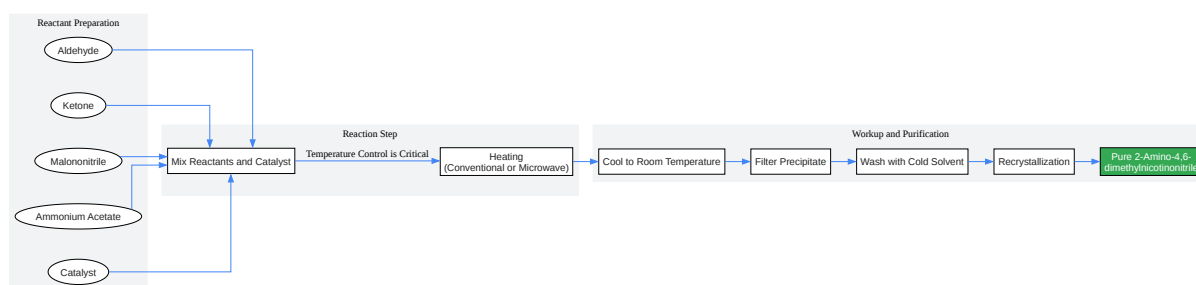 Reactant Preparation
Aldehyde
Ketone
Malononitrile
Ammonium Acetate
Catalyst
Reaction Step
Mix Reactants and Catalyst
Temperature Control is Critical
Heating
(Conventional or Microwave)
Workup and Purification
Cool to Room Temperature
Filter Precipitate
Wash with Cold Solvent
Recrystallization
Pure 2-Amino-4,6-
dimethylnicotinonitrile